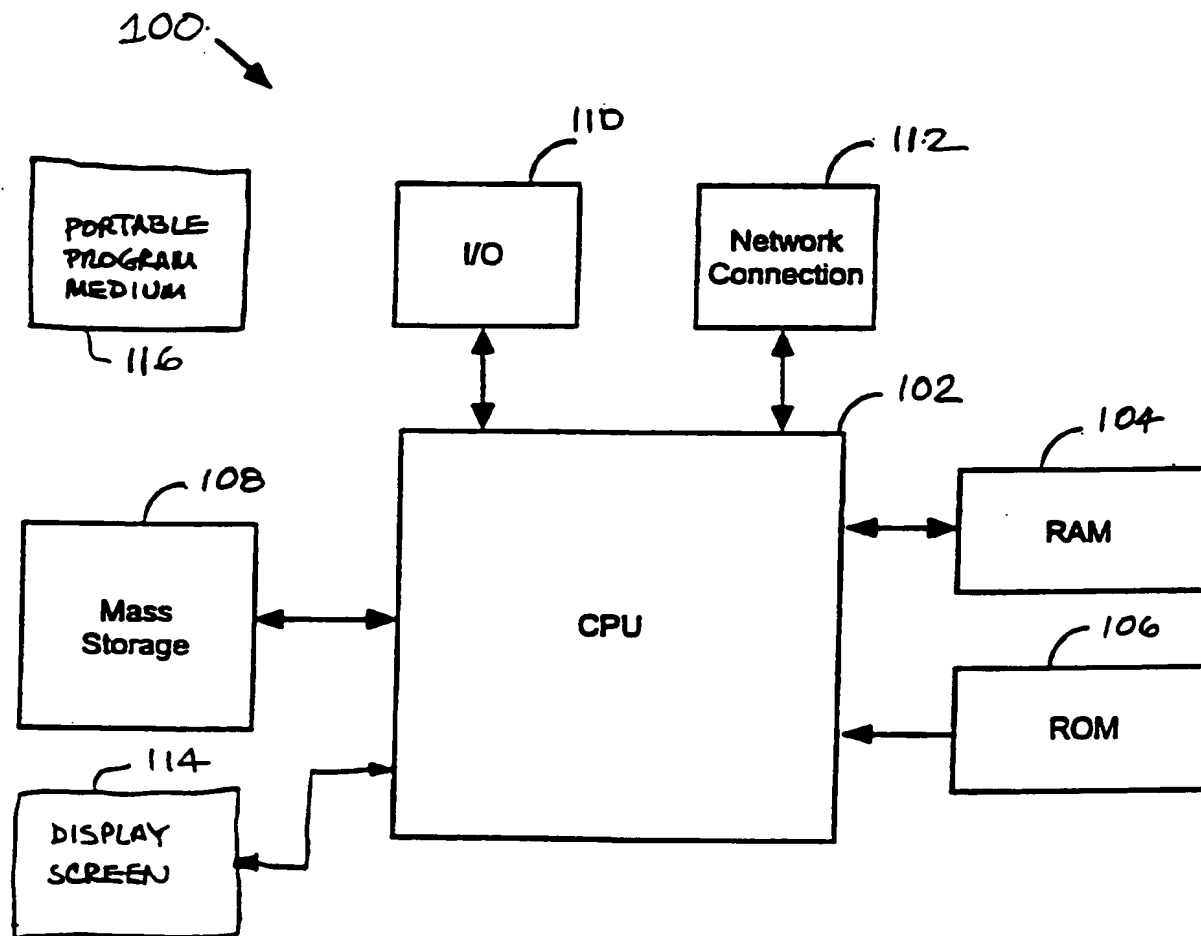 100
110
112
PORTABLE
PROGRAM
MEDIUM
I/O
Network
Connection
116
102
104
108
RAM
Mass
Storage
CPU
106
ROM
114
DISPLAY
SCREEN